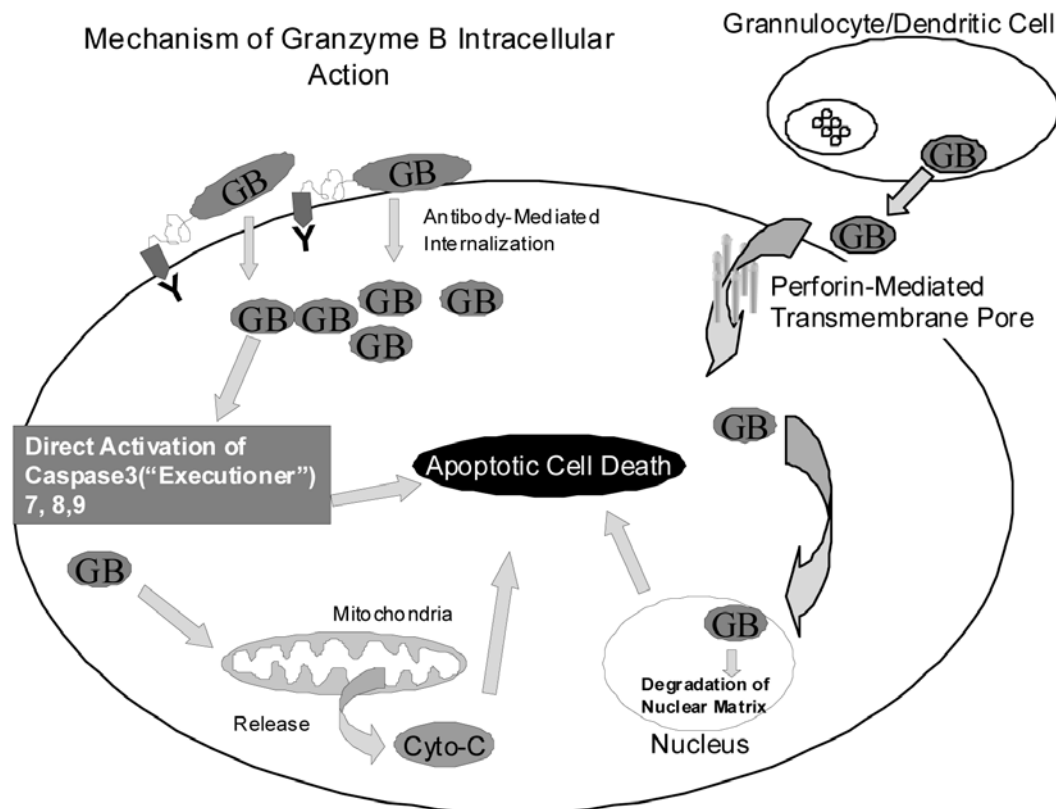 Mechanism of Granzyme B Intracellular
Action
Grannulocyte/Dendritic Cell
GB
GB
GB
GB
Antibody-Mediated
Internalization
Y
Y
GB
GB
GB
GB
GB
Perforin-Mediated
Transmembrane Pore
Direct Activation of
Caspase3("Executioner")
7, 8,9
Apoptotic Cell Death
GB
GB
Mitochondria
Release
Cyto-C
GB
Degradation of
Nuclear Matrix
Nucleus